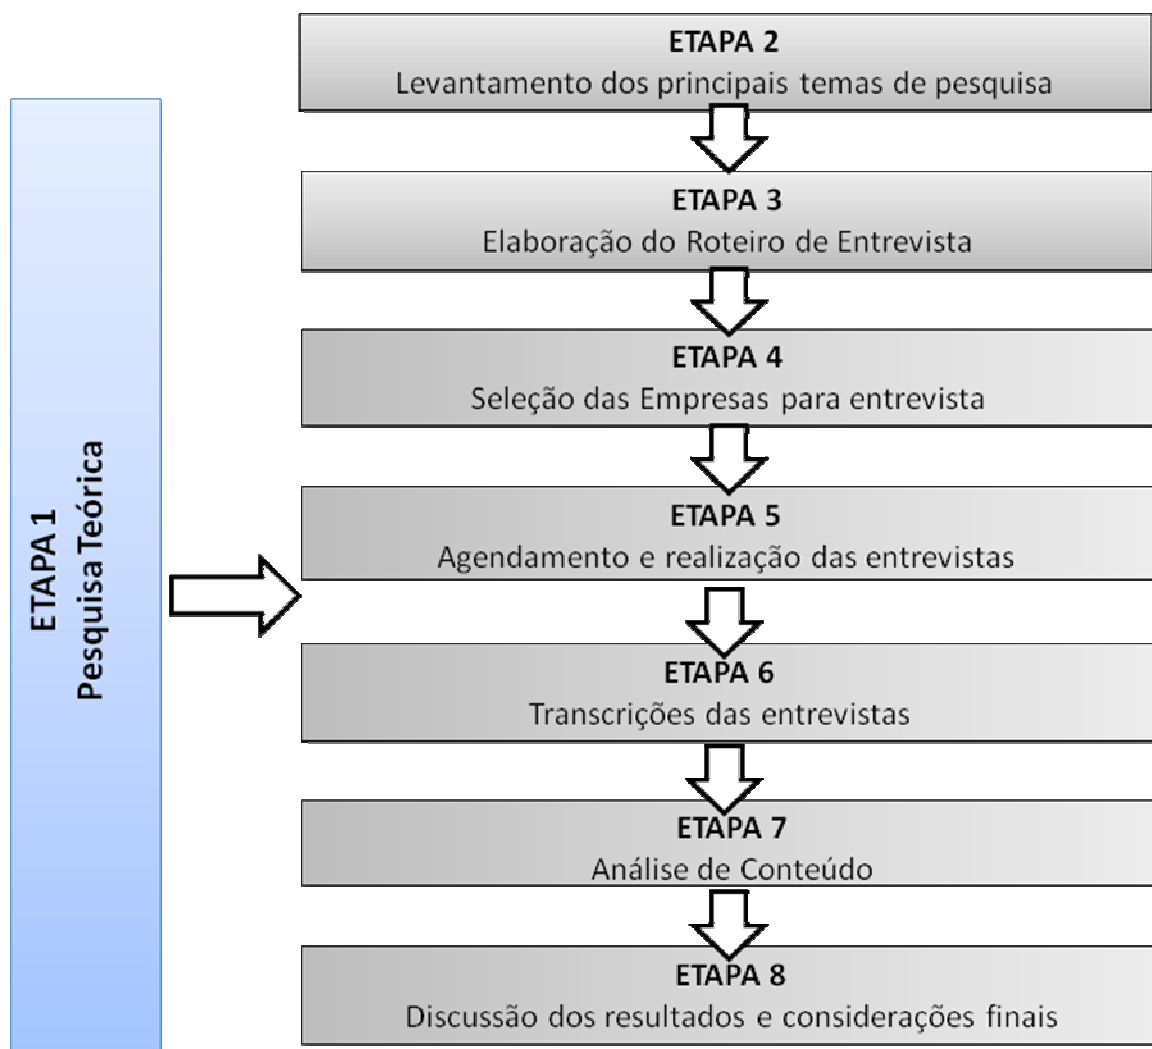 ETAPA 1
Pesquisa Teórica
ETAPA 2
Levantamento dos principais temas de pesquisa
ETAPA 3
Elaboração do Roteiro de Entrevista
ETAPA 4
Seleção das Empresas para entrevista
ETAPA 5
Agendamento e realização das entrevistas
ETAPA 6
Transcrições das entrevistas
ETAPA 7
Análise de Conteúdo
ETAPA 8
Discussão dos resultados e considerações finais